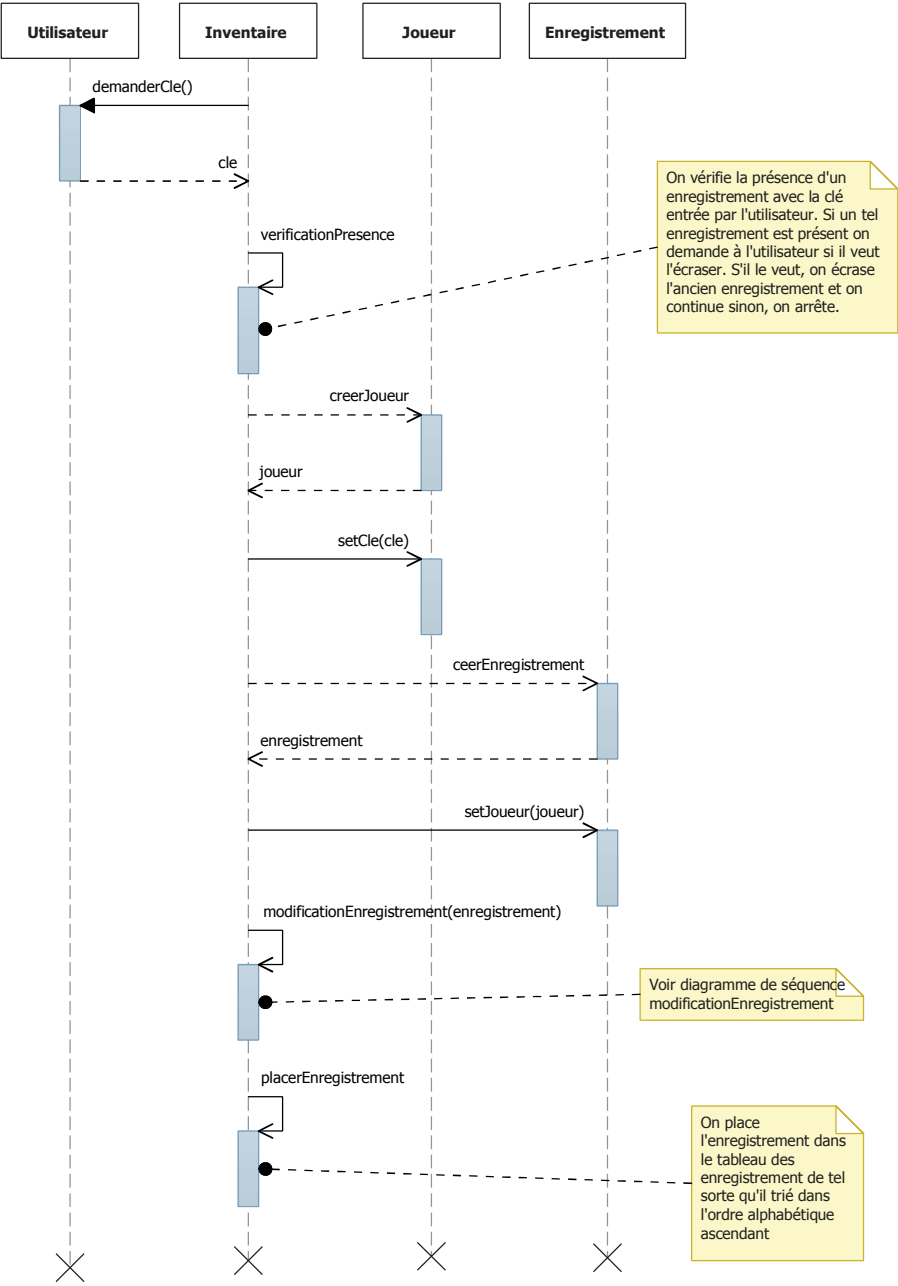 Utilisateur
Inventaire
Joueur
Enregistrement
demanderCle()
cle
On vérifie la présence d'un
enregistrement avec la clé
entrée par l'utilisateur. Si un tel
enregistrement est présent on
demande à l'utilisateur si il veut
l'écraser. S'il le veut, on écrase
l'ancien enregistrement et on
continue sinon, on arrête.
verificationPresence
creerJoueur
joueur
setCle(cle)
ceerEnregistrement
enregistrement
setJoueur(joueur)
modificationEnregistrement(enregistrement)
Voir diagramme de séquence
modificationEnregistrement
placerEnregistrement
On place
l'enregistrement dans
le tableau des
enregistrement de tel
sorte qu'il trié dans
l'ordre alphabétique
ascendant